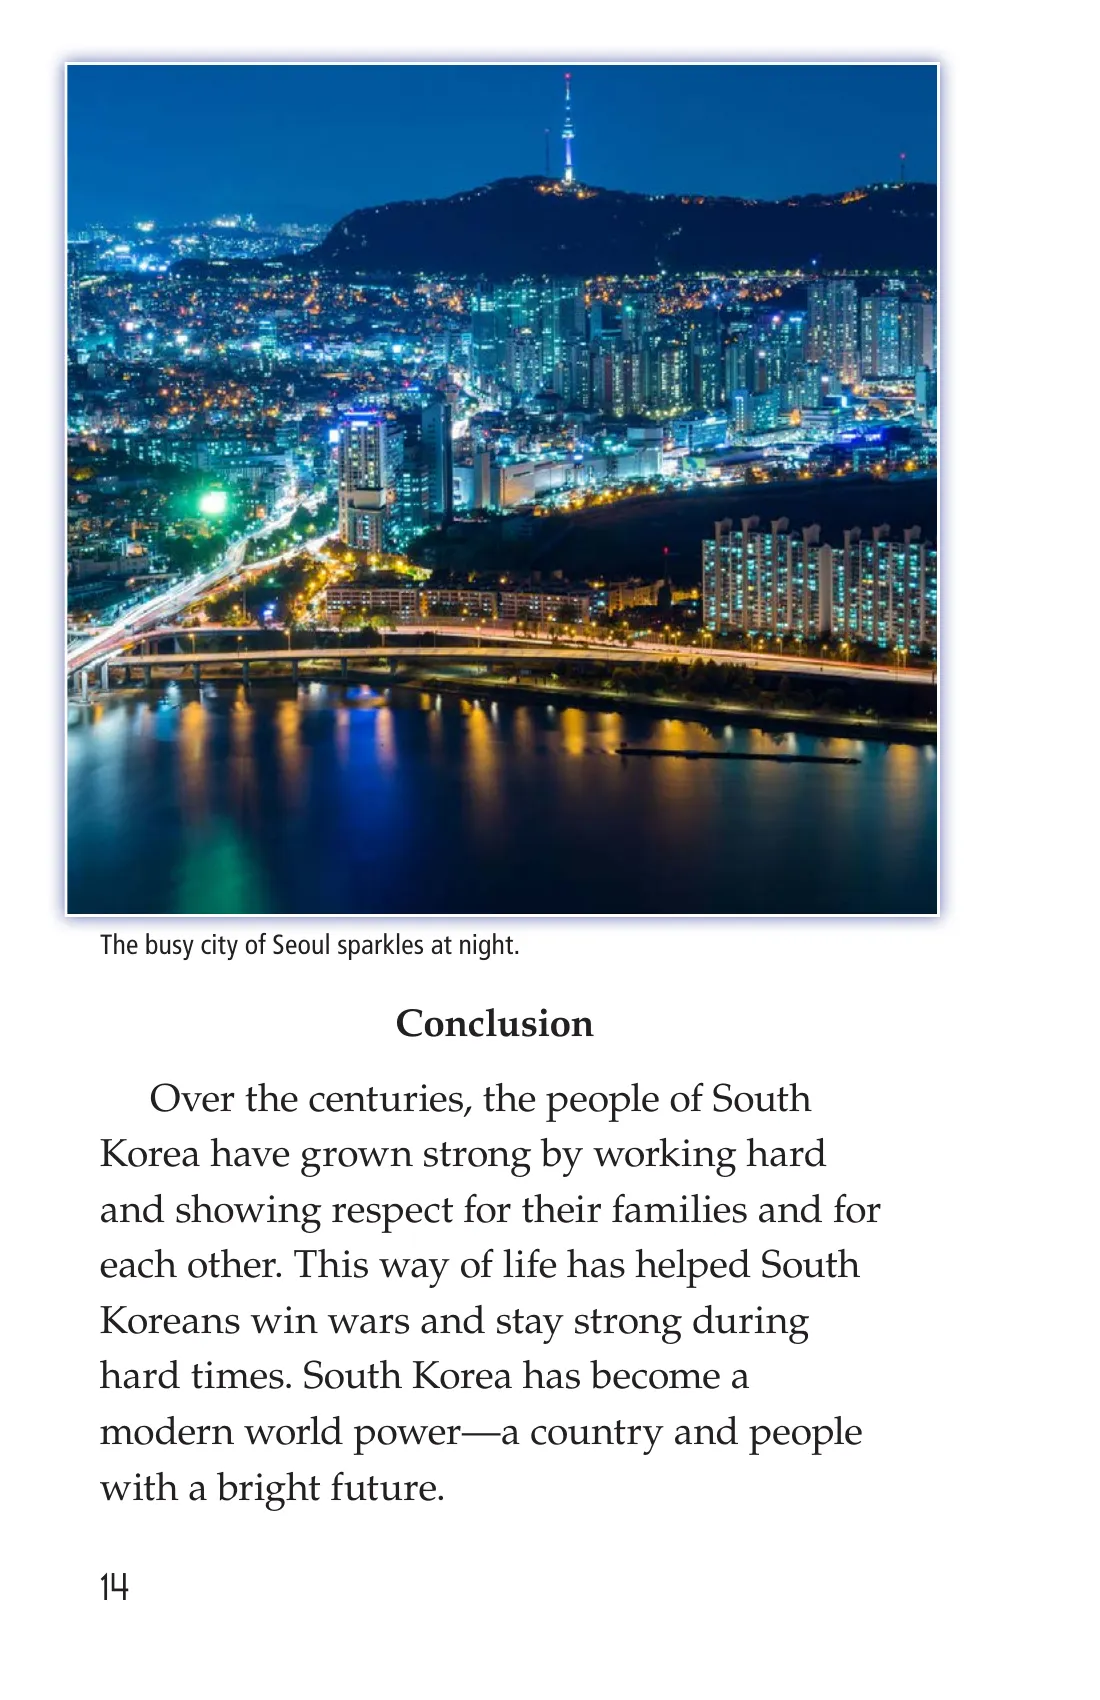 The busy city of Seoul sparkles at night.
Conclusion
Over the centuries, the people of South
Korea have grown strong by working hard
and showing respect for their families and for
each other. This way of life has helped South
Koreans win wars and stay strong during
hard times. South Korea has become a
modern world power—a country and people
with a bright future.
14